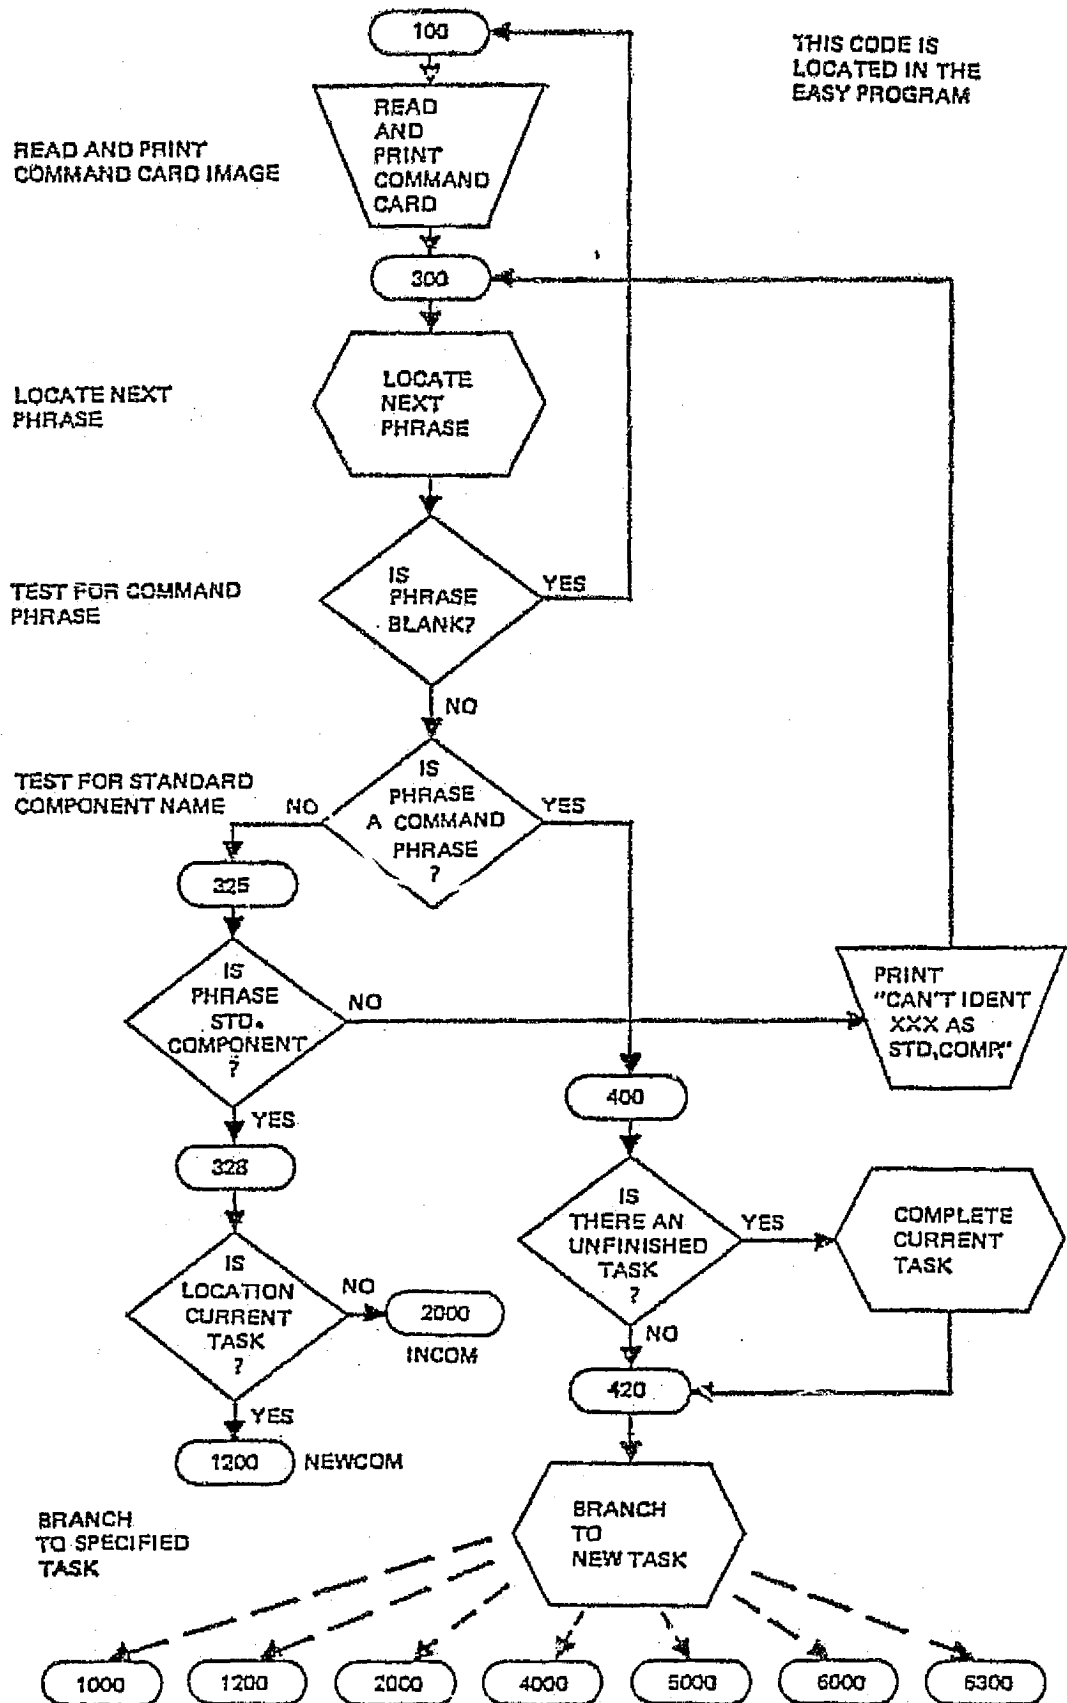 100
THIS CODE IS
LOCATED IN THE
EASY PROGRAM
READ AND PRINT
COMMAND CARD IMAGE
READ
AND
PRINT
COMMAND
CARD
300
LOCATE NEXT
PHRASE
LOCATE
NEXT
PHRASE
TEST FOR COMMAND
PHRASE
IS
PHRASE
BLANK?
YES
NO
TEST FOR STANDARD
COMPONENT NAME
NO
IS
PHRASE
A COMMAND
PHRASE
?
YES
325
IS
PHRASE
STD.
COMPONENT
?
NO
PRINT
"CAN'T IDENT
XXX AS
STD.COMP."
400
YES
328
IS
THERE AN
UNFINISHED
TASK
?
YES
COMPLETE
CURRENT
TASK
IS
LOCATION
CURRENT
TASK
?
NO
2000
INCOM
NO
420
YES
1200 NEWCOM
BRANCH
TO SPECIFIED
TASK
BRANCH
TO
NEW TASK
1000 1200 2000 4000 5000 6000 6300